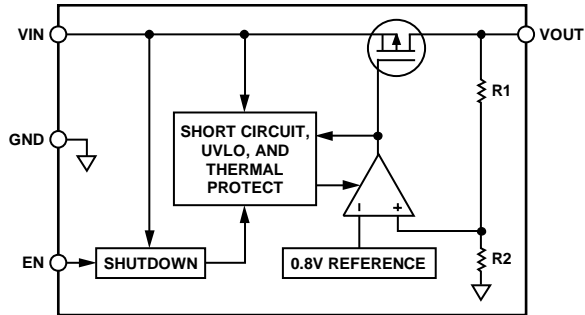 VIN
VOUT
R1
GND
SHORT CIRCUIT,
UVLO, AND
THERMAL
PROTECT
– +
EN
SHUTDOWN
0.8V REFERENCE
R2